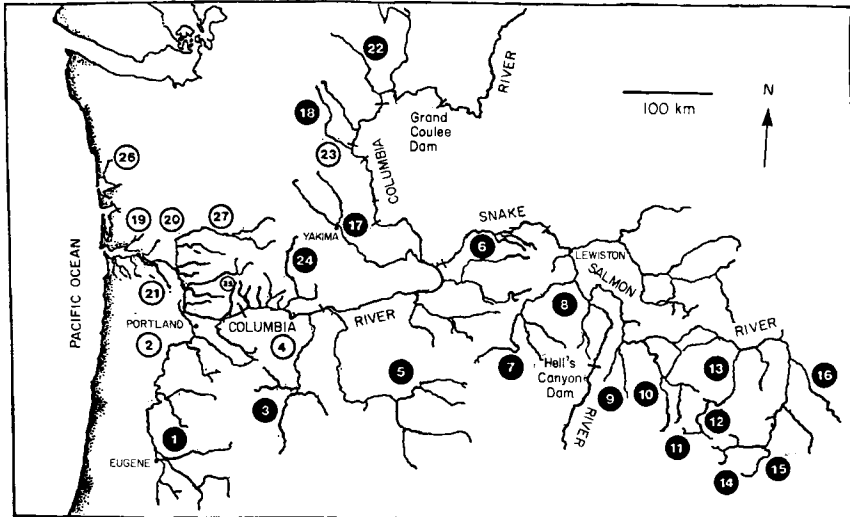 22
RIVER
100 km
N
18
Grand
Coulee
Dam
23
COLUMBIA
26
19
20
27
17
YAKIMA
SNAKE
6
LEWISTON
SALMON
24
21
PACIFIC OCEAN
8
PORTLAND
COLUMBIA
RIVER
RIVER
2
4
5
7
Hell's
Canyon
Dam
13
16
9
10
3
RIVER
12
1
11
EUGENE
14
15